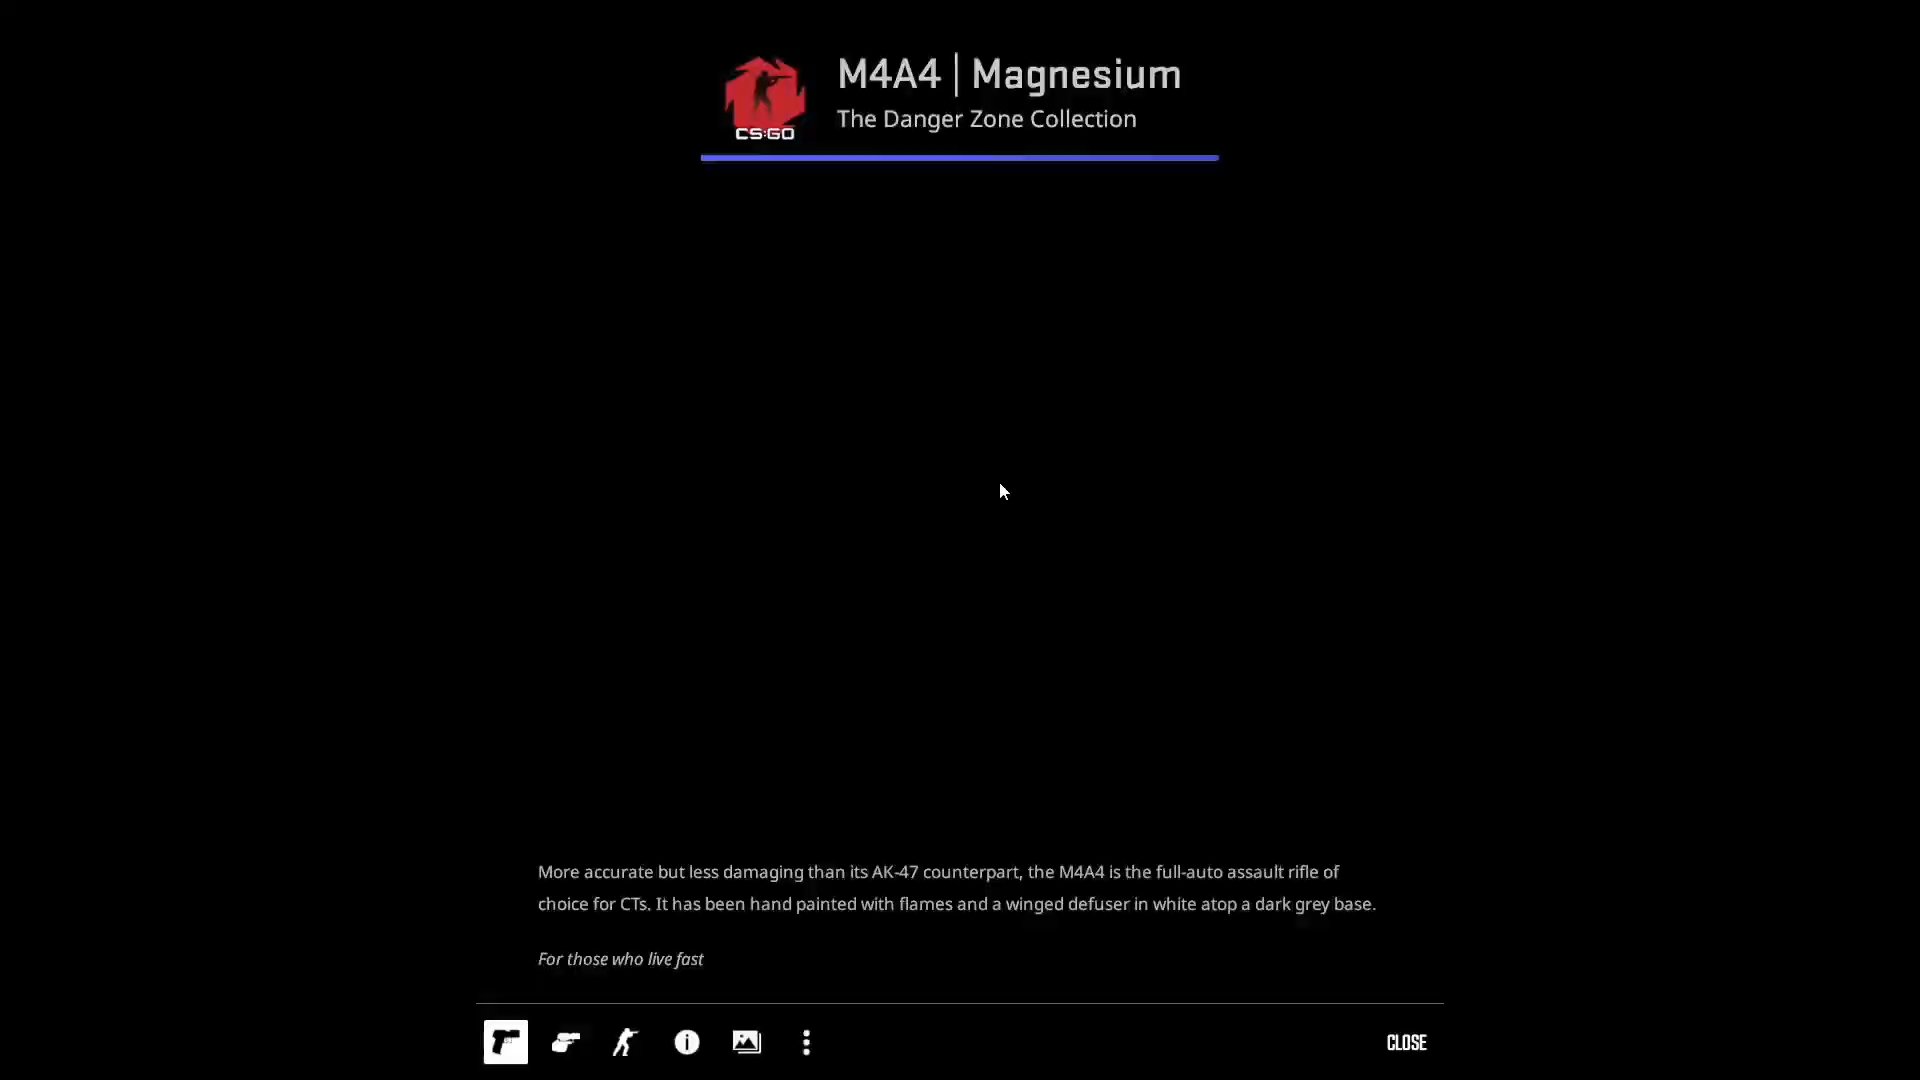 M4A4 | Magnesium
The Danger Zone Collection
CS:GO
More accurate but less damaging than its AK-47 counterpart, the M4A4 is the full-auto assault rifle of
choice for CTs. It has been hand painted with flames and a winged defuser in white atop a dark grey base.
For those who live fast
CLOSE